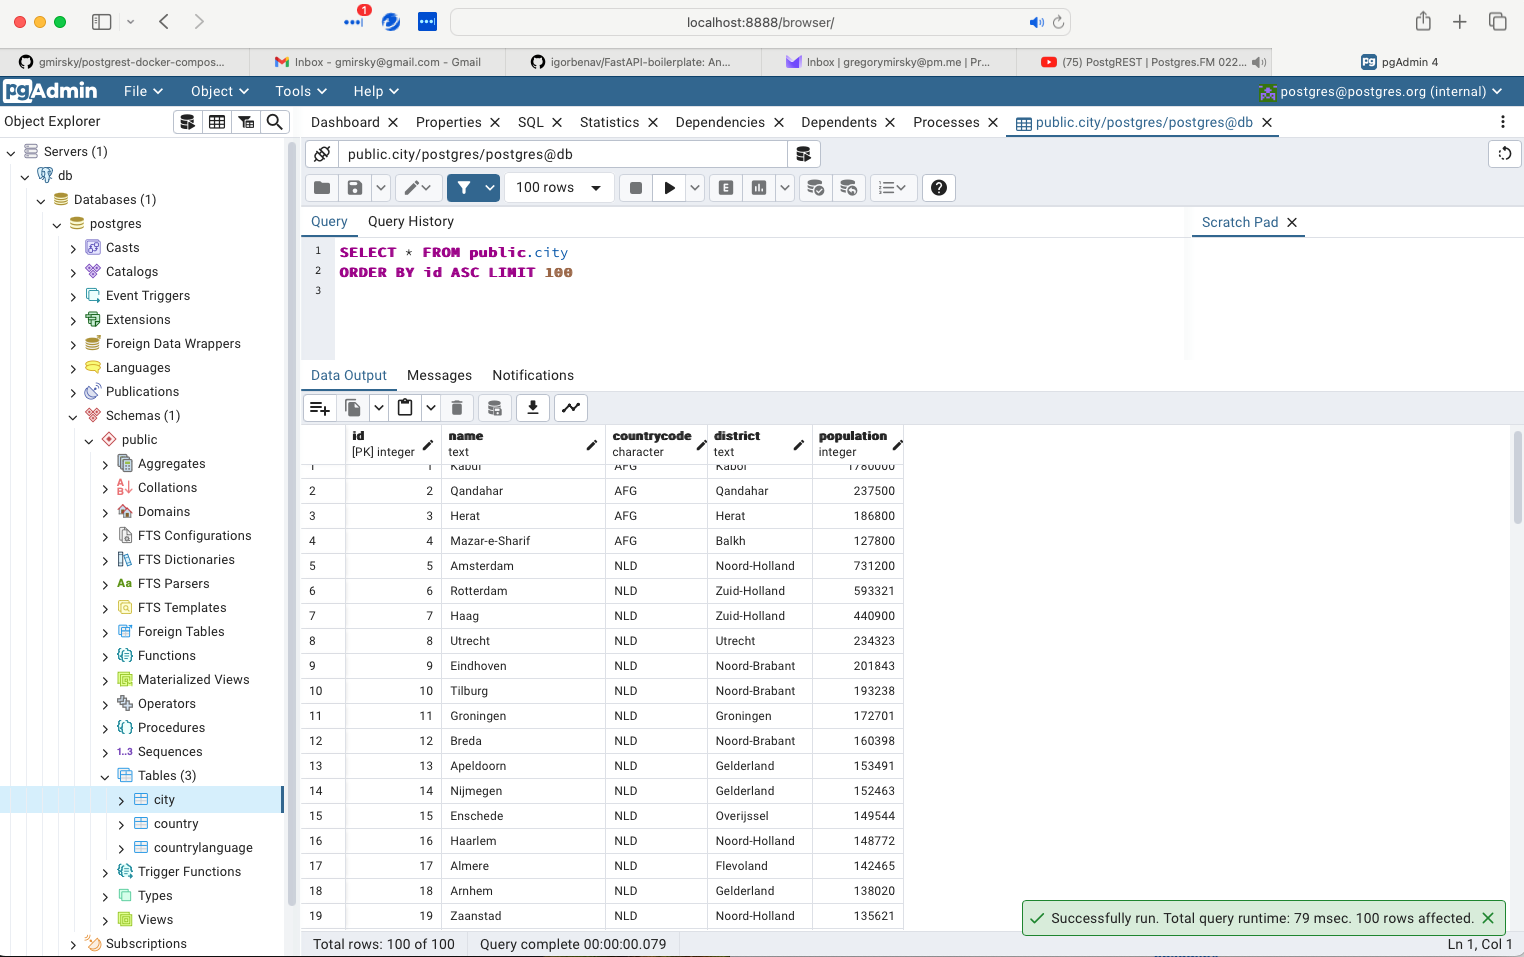 1
localhost:8888/browser/
gmirsky/postgrest-docker-compos...
Inbox - gmirsky@gmail.com - Gmail
igorbenav/FastAPI-boilerplate: An...
Inbox | gregorymirsky@pm.me | Pr...
(75) PostgREST | Postgres.FM 022...
pgAdmin 4
pgAdmin
File
Object
Tools
Help
postgres@postgres.org (internal)
Object Explorer
Dashboard
Properties
SQL
Statistics
Dependencies
Dependents
Processes
public.city/postgres/postgres@db
Servers (1)
db
Databases (1)
postgres
Casts
Catalogs
Event Triggers
Extensions
Foreign Data Wrappers
Languages
Publications
Schemas (1)
public
Aggregates
Collations
Domains
FTS Configurations
FTS Dictionaries
Aa FTS Parsers
FTS Templates
Foreign Tables
Functions
Materialized Views
Operators
Procedures
1..3 Sequences
Tables (3)
city
country
countrylanguage
Trigger Functions
Types
Views
Subscriptions
public.city/postgres/postgres@db
100 rows
E
Query
Query History
Scratch Pad
1 SELECT * FROM public.city
2 ORDER BY id ASC LIMIT 100
3
Data Output
Messages
Notifications
id name countrycode district population
[PK] integer text character text integer
1 1 Kabul AFG Kabol 1780000
2 2 Qandahar AFG Qandahar 237500
3 3 Herat AFG Herat 186800
4 4 Mazar-e-Sharif AFG Balkh 127800
5 5 Amsterdam NLD Noord-Holland 731200
6 6 Rotterdam NLD Zuid-Holland 593321
7 7 Haag NLD Zuid-Holland 440900
8 8 Utrecht NLD Utrecht 234323
9 9 Eindhoven NLD Noord-Brabant 201843
10 10 Tilburg NLD Noord-Brabant 193238
11 11 Groningen NLD Groningen 172701
12 12 Breda NLD Noord-Brabant 160398
13 13 Apeldoorn NLD Gelderland 153491
14 14 Nijmegen NLD Gelderland 152463
15 15 Enschede NLD Overijssel 149544
16 16 Haarlem NLD Noord-Holland 148772
17 17 Almere NLD Flevoland 142465
18 18 Arnhem NLD Gelderland 138020
19 19 Zaanstad NLD Noord-Holland 135621
Successfully run. Total query runtime: 79 msec. 100 rows affected.
Total rows: 100 of 100
Query complete 00:00:00.079
Ln 1, Col 1